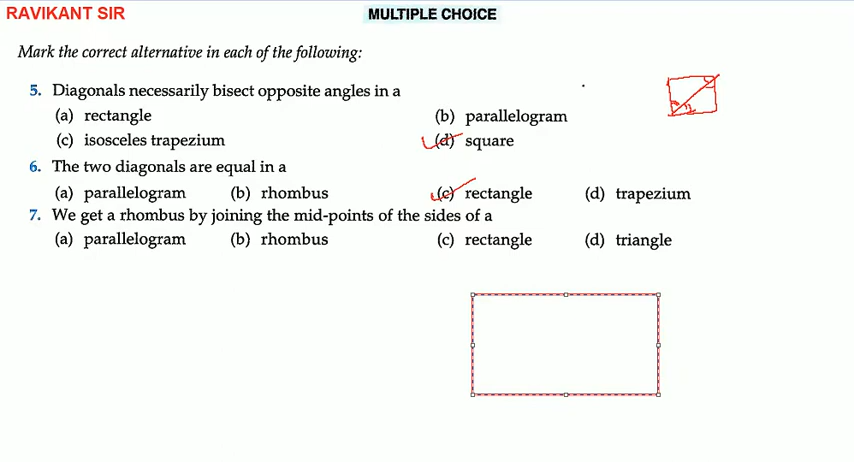 RAVIKANT SIR
MULTIPLE CHOICE
Mark the correct alternative in each of the following:
5. Diagonals necessarily bisect opposite angles in a
(a) rectangle (b) parallelogram
(c) isosceles trapezium (d) square
6. The two diagonals are equal in a
(a) parallelogram (b) rhombus (c) rectangle (d) trapezium
7. We get a rhombus by joining the mid-points of the sides of a
(a) parallelogram (b) rhombus (c) rectangle (d) triangle